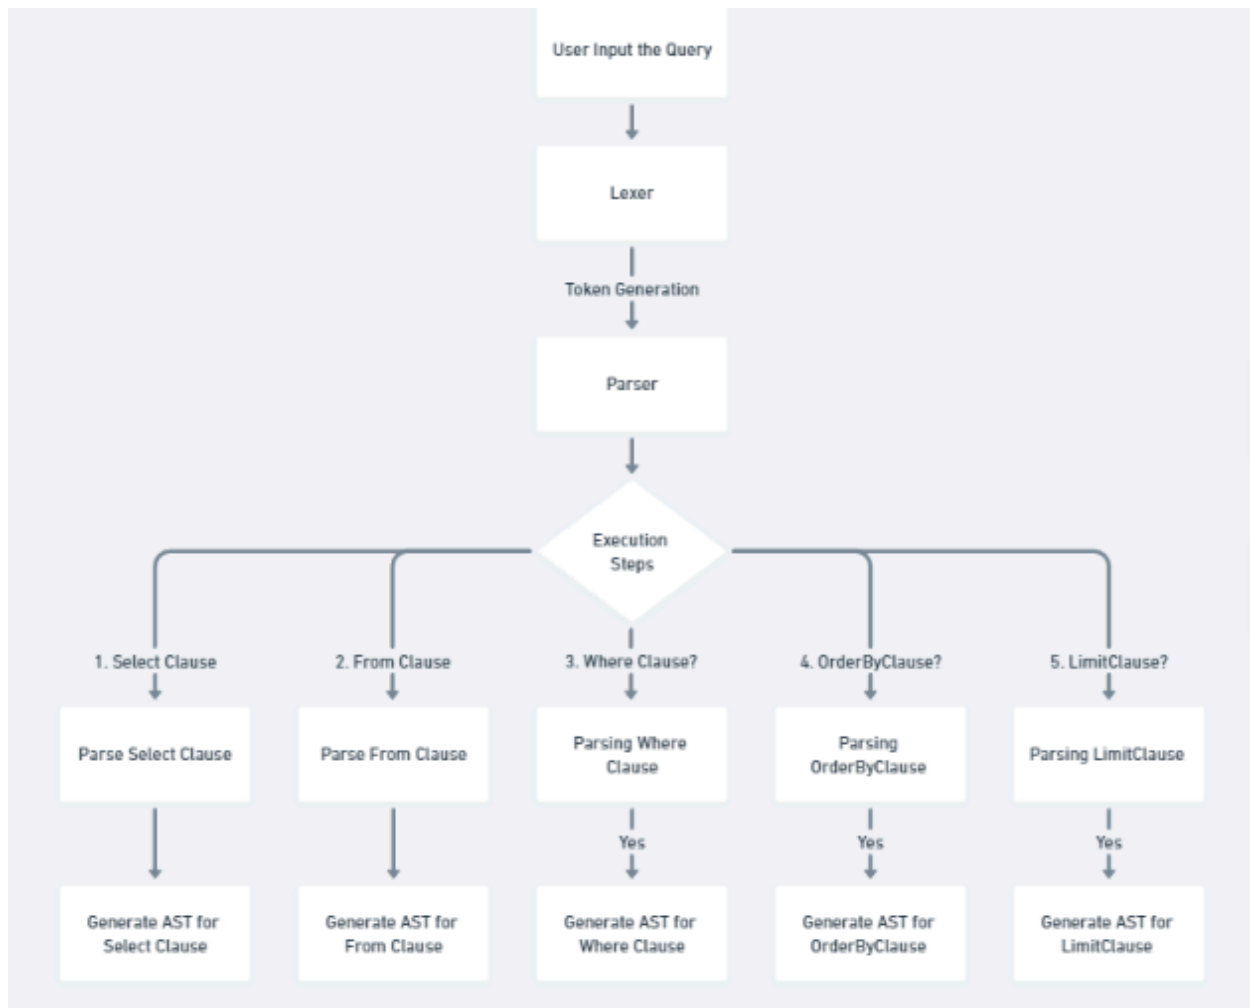 User Input the Query
Lexer
Token Generation
Parser
Execution
Steps
1. Select Clause
2. From Clause
3. Where Clause?
4. OrderByClause?
5. LimitClause?
Parse Select Clause
Parse From Clause
Parsing Where
Clause
Parsing
OrderByClause
Parsing LimitClause
Yes
Yes
Yes
Generate AST for
Select Clause
Generate AST for
From Clause
Generate AST for
Where Clause
Generate AST for
OrderByClause
Generate AST for
LimitClause